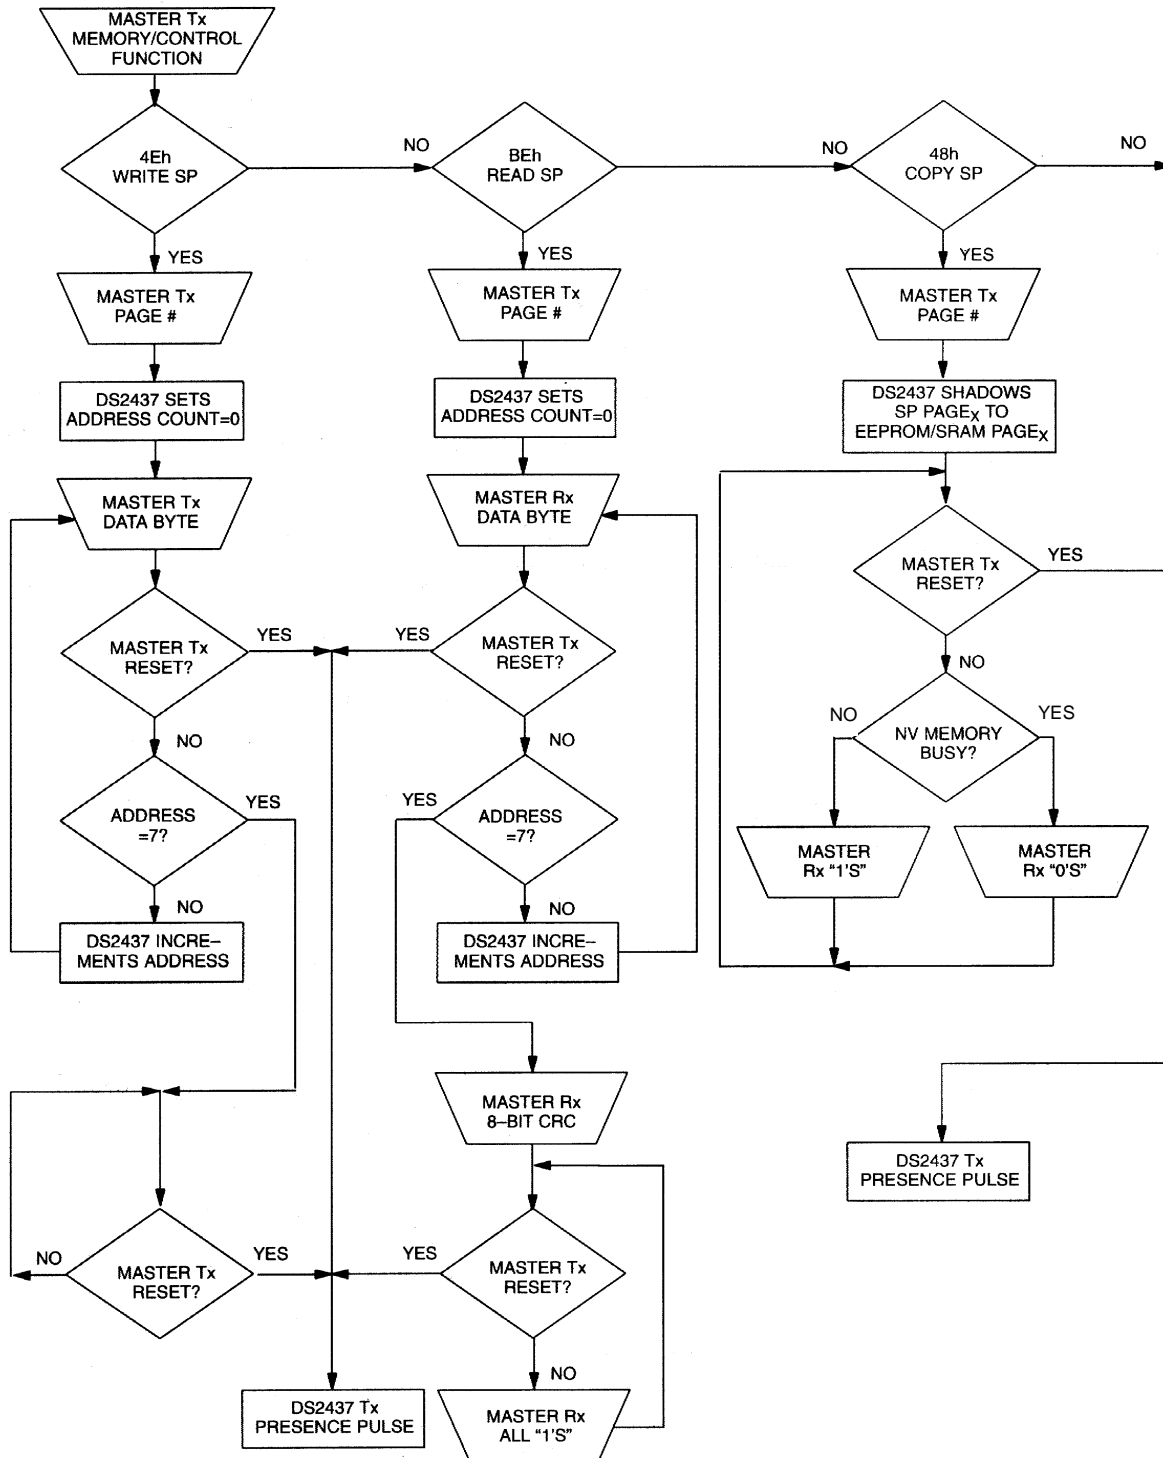 MASTER Tx
MEMORY/CONTROL
FUNCTION
4Eh
WRITE SP
NO
BEh
READ SP
NO
48h
COPY SP
NO
YES
YES
YES
MASTER Tx
PAGE #
MASTER Tx
PAGE #
MASTER Tx
PAGE #
DS2437 SETS
ADDRESS COUNT=0
DS2437 SETS
ADDRESS COUNT=0
DS2437 SHADOWS
SP PAGEX TO
EEPROM/SRAM PAGEX
MASTER Tx
DATA BYTE
MASTER Rx
DATA BYTE
MASTER Tx
RESET?
YES
MASTER Tx
RESET?
YES
YES
MASTER Tx
RESET?
NO
NO
NO
NO
NV MEMORY
BUSY?
YES
ADDRESS
=7?
YES
YES
ADDRESS
=7?
MASTER
Rx “1’S”
MASTER
Rx “0’S”
NO
NO
DS2437 INCRE–
MENTS ADDRESS
DS2437 INCRE–
MENTS ADDRESS
MASTER Rx
8–BIT CRC
DS2437 Tx
PRESENCE PULSE
NO
MASTER Tx
RESET?
YES
YES
MASTER Tx
RESET?
NO
DS2437 Tx
PRESENCE PULSE
MASTER Rx
ALL “1’S”